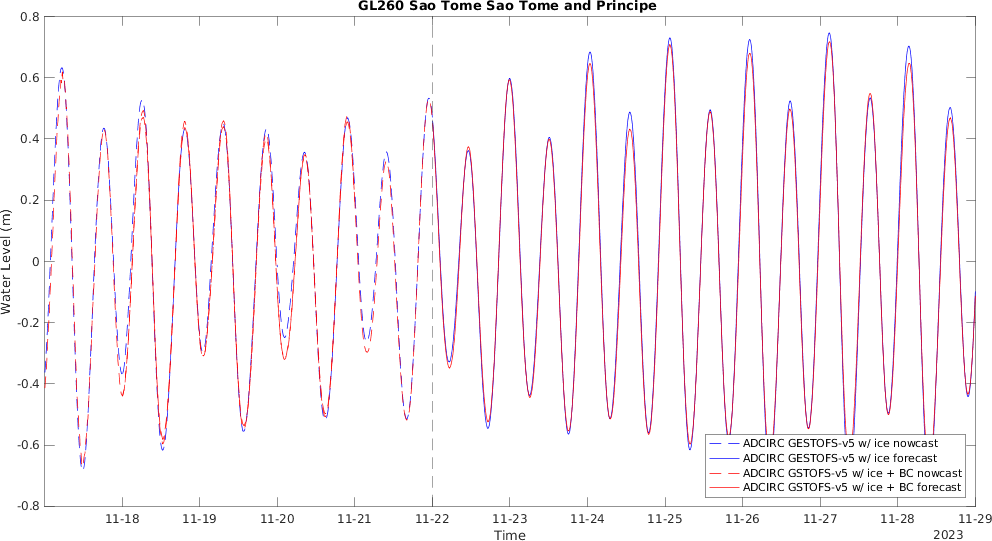 GL260 Sao Tome Sao Tome and Principe
0.8
0.6
0.4
0.2
0
-0.2
-0.4
-0.6
-0.8
Water Level (m)
ADCIRC GESTOFS-v5 w/ ice nowcast
ADCIRC GESTOFS-v5 w/ ice forecast
ADCIRC GSTOFS-v5 w/ ice + BC nowcast
ADCIRC GSTOFS-v5 w/ ice + BC forecast
11-18 11-19 11-20 11-21 11-22 11-23 11-24 11-25 11-26 11-27 11-28 11-29
Time
2023